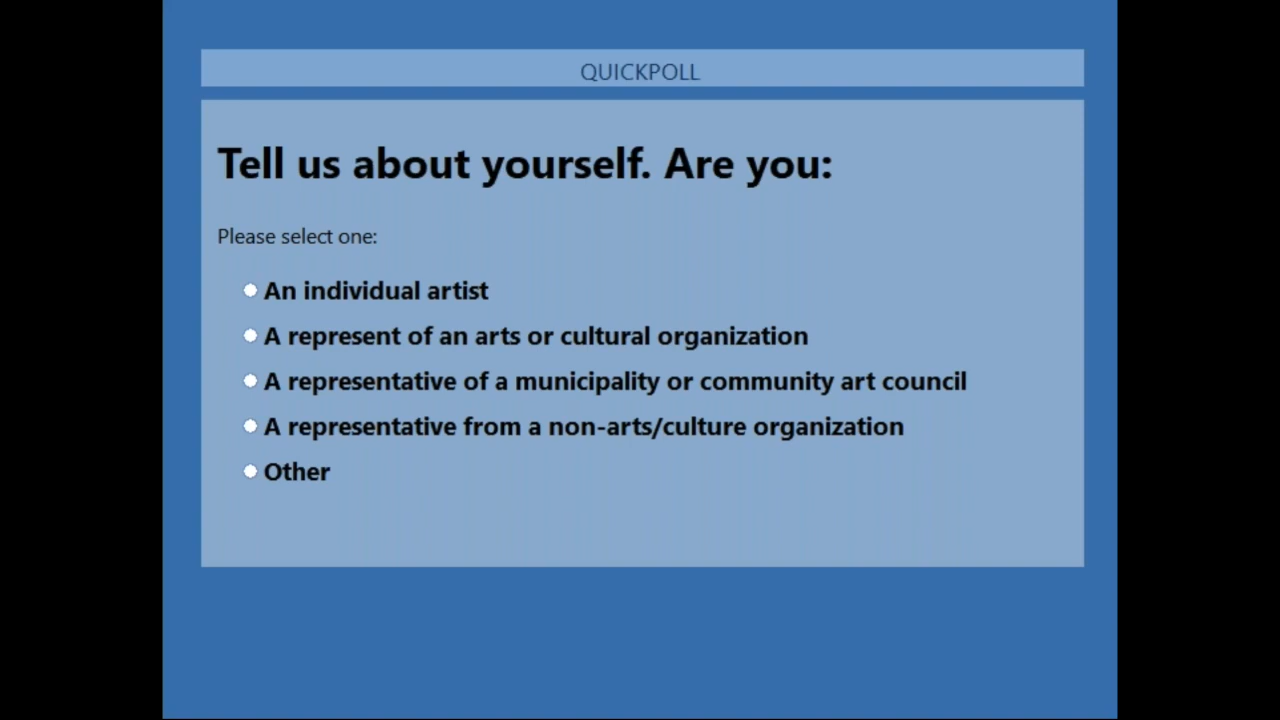 QUICKPOLL
Tell us about yourself. Are you:
Please select one:
An individual artist
A represent of an arts or cultural organization
A representative of a municipality or community art council
A representative from a non-arts/culture organization
Other